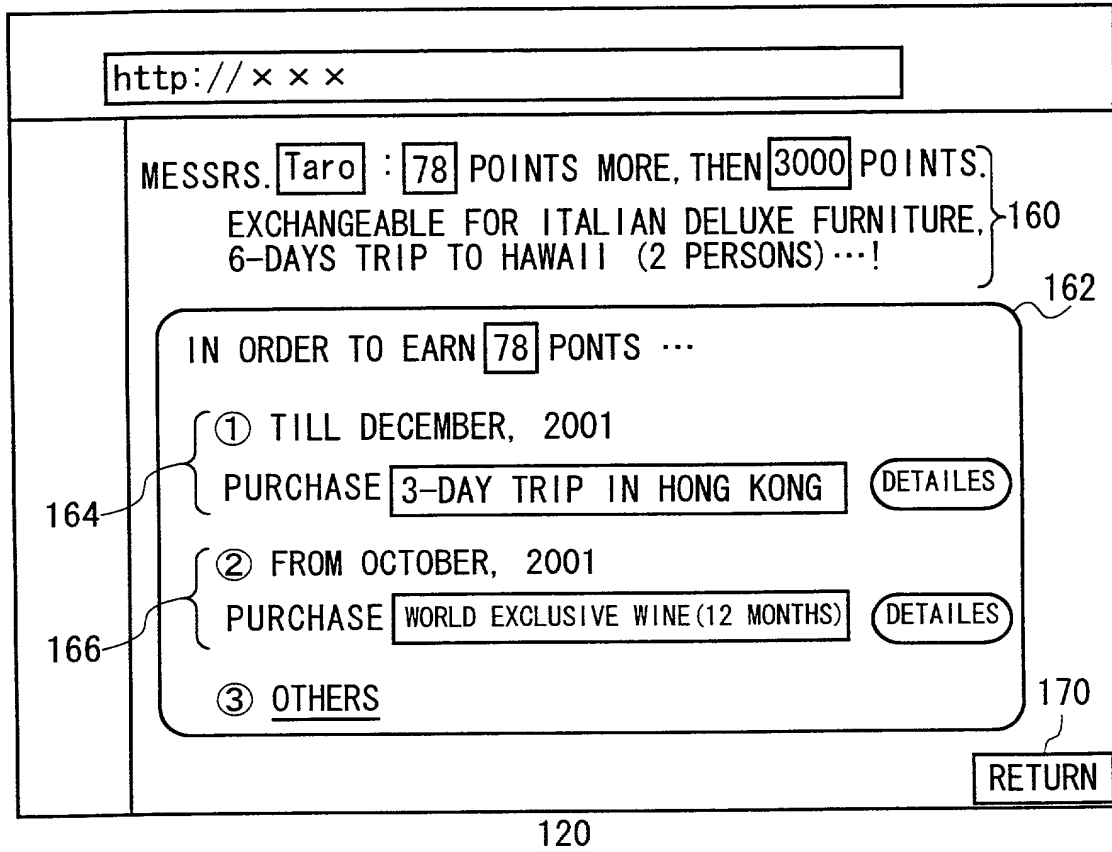 http://×××
MESSRS. Taro : 78 POINTS MORE, THEN 3000 POINTS.
EXCHANGEABLE FOR ITALIAN DELUXE FURNITURE,
6-DAYS TRIP TO HAWAII (2 PERSONS)…!
160
162
IN ORDER TO EARN 78 PONTS …
① TILL DECEMBER, 2001
PURCHASE 3-DAY TRIP IN HONG KONG DETAILES
164
② FROM OCTOBER, 2001
PURCHASE WORLD EXCLUSIVE WINE(12 MONTHS) DETAILES
166
③ OTHERS
170
RETURN
120